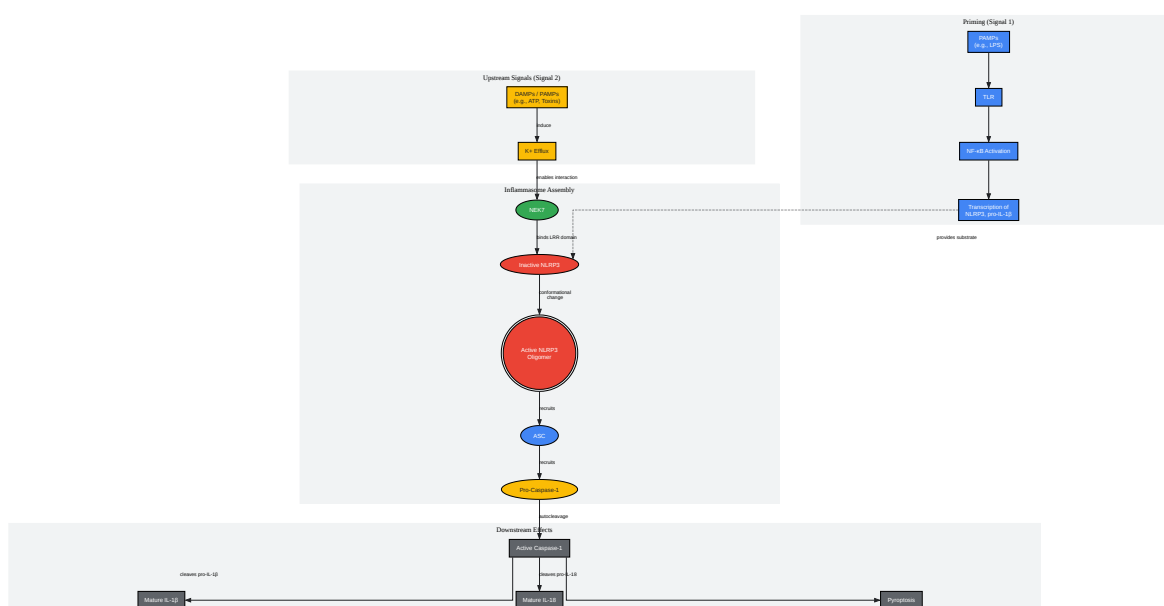 Priming (Signal 1)
PAMPs
(e.g., LPS)
TLR
NF-κB Activation
Transcription of
NLRP3, pro-IL-1β
provides substrate
Upstream Signals (Signal 2)
DAMPs / PAMPs
(e.g., ATP, Toxins)
induce
K+ Efflux
enables interaction
Inflammasome Assembly
NEK7
binds LRR domain
Inactive NLRP3
conformational
change
Active NLRP3
Oligomer
recruits
ASC
recruits
Pro-Caspase-1
autocleavage
Downstream Effects
Active Caspase-1
cleaves pro-IL-1β
cleaves pro-IL-18
Mature IL-1β
Mature IL-18
Pyroptosis